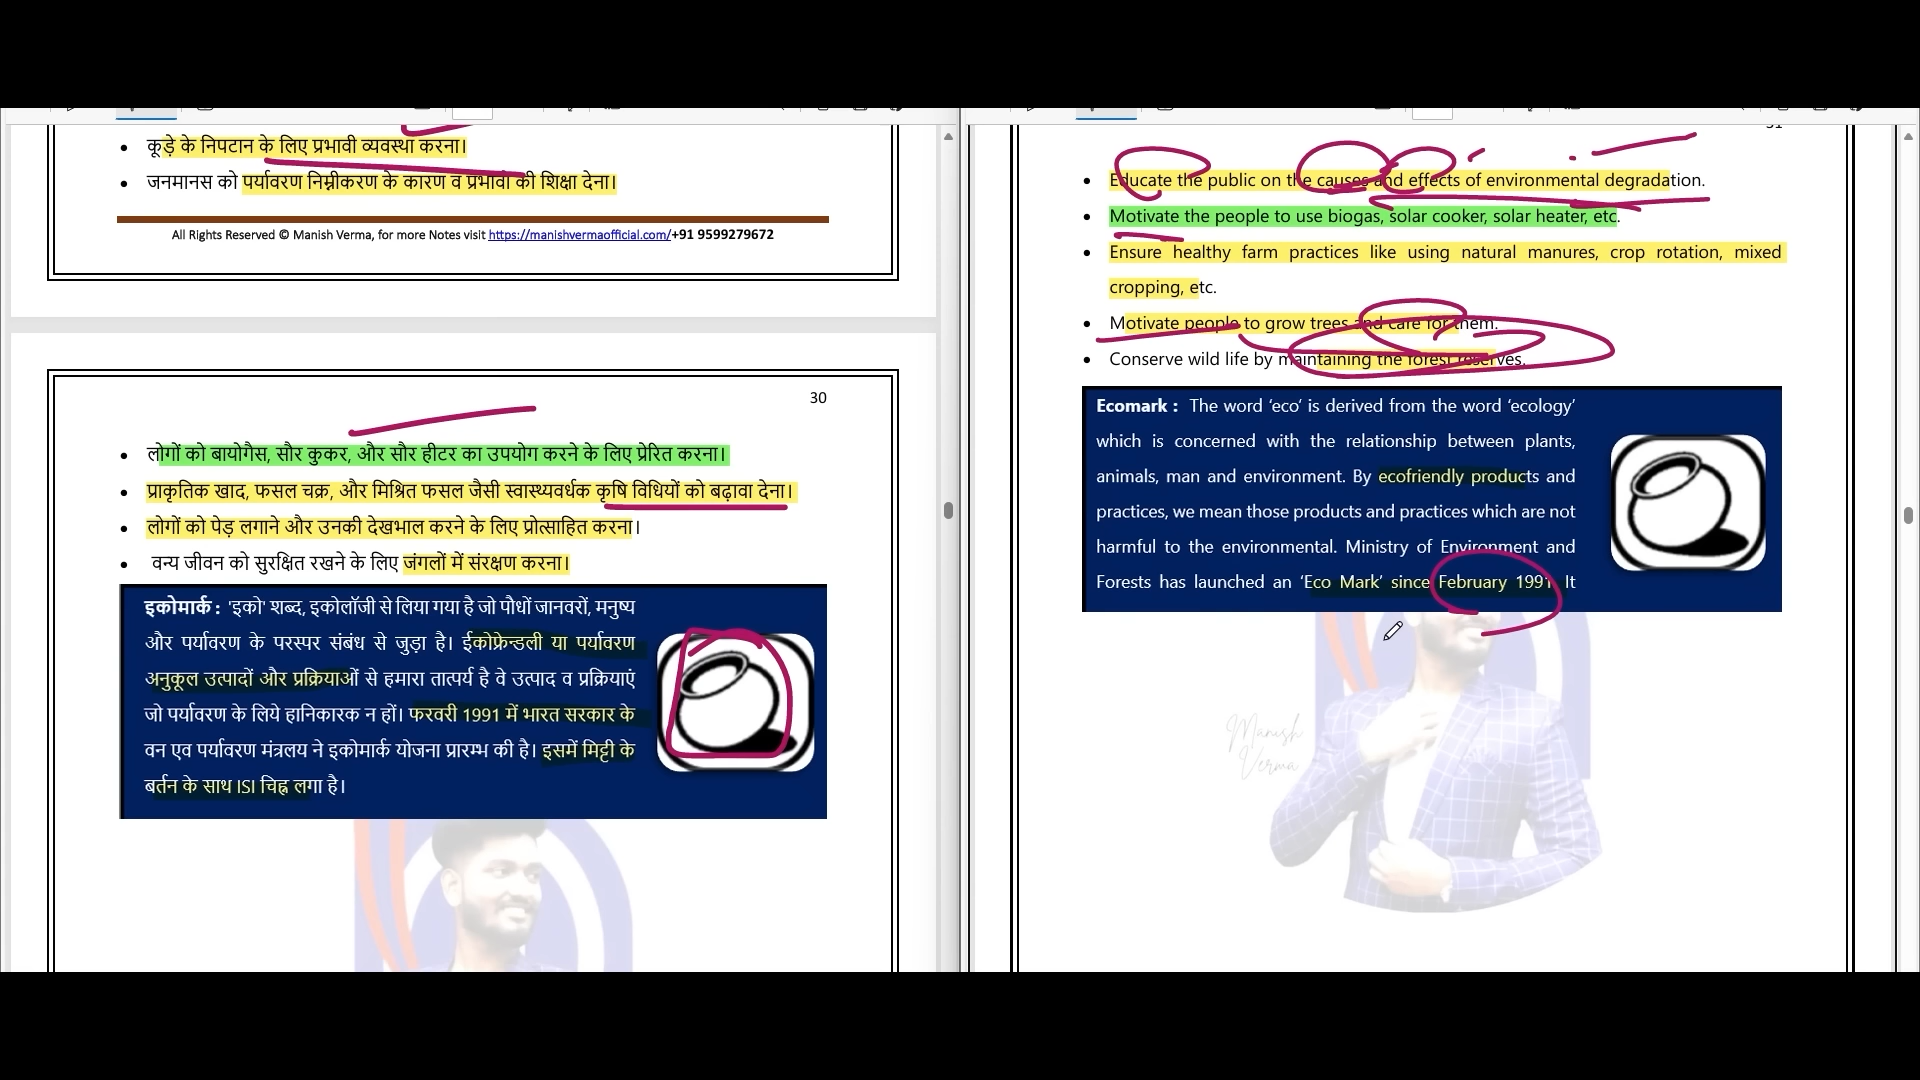 • कूड़े के निपटान के लिए प्रभावी व्यवस्था करना।
• जनमानस को पर्यावरण निम्नीकरण के कारण व प्रभावों की शिक्षा देना।
All Rights Reserved © Manish Verma, for more Notes visit https://manishvermaofficial.com/+91 9599279672
30
• लोगों को बायोगैस, सौर कुकर, और सौर हीटर का उपयोग करने के लिए प्रेरित करना।
• प्राकृतिक खाद, फसल चक्र, और मिश्रित फसल जैसी स्वास्थ्यवर्धक कृषि विधियों को बढ़ावा देना।
• लोगों को पेड़ लगाने और उनकी देखभाल करने के लिए प्रोत्साहित करना।
• वन्य जीवन को सुरक्षित रखने के लिए जंगलों में संरक्षण करना।
इकोमार्क : 'इको' शब्द, इकोलॉजी से लिया गया है जो पौधों जानवरों, मनुष्य
और पर्यावरण के परस्पर संबंध से जुड़ा है। ईकोफ्रेन्डली या पर्यावरण
अनुकूल उत्पादों और प्रक्रियाओं से हमारा तात्पर्य है वे उत्पाद व प्रक्रियाएं
जो पर्यावरण के लिये हानिकारक न हों। फरवरी 1991 में भारत सरकार के
वन एव पर्यावरण मंत्रलय ने इकोमार्क योजना प्रारम्भ की है। इसमें मिट्टी के
बर्तन के साथ ISI चिह्न लगा है।
• Educate the public on the causes and effects of environmental degradation.
• Motivate the people to use biogas, solar cooker, solar heater, etc.
• Ensure healthy farm practices like using natural manures, crop rotation, mixed
cropping, etc.
• Motivate people to grow trees and care for them.
• Conserve wild life by maintaining the forest reserves.
Ecomark : The word ‘eco’ is derived from the word ‘ecology’
which is concerned with the relationship between plants,
animals, man and environment. By ecofriendly products and
practices, we mean those products and practices which are not
harmful to the environmental. Ministry of Environment and
Forests has launched an ‘Eco Mark’ since February 1991. It
Manish
Verma